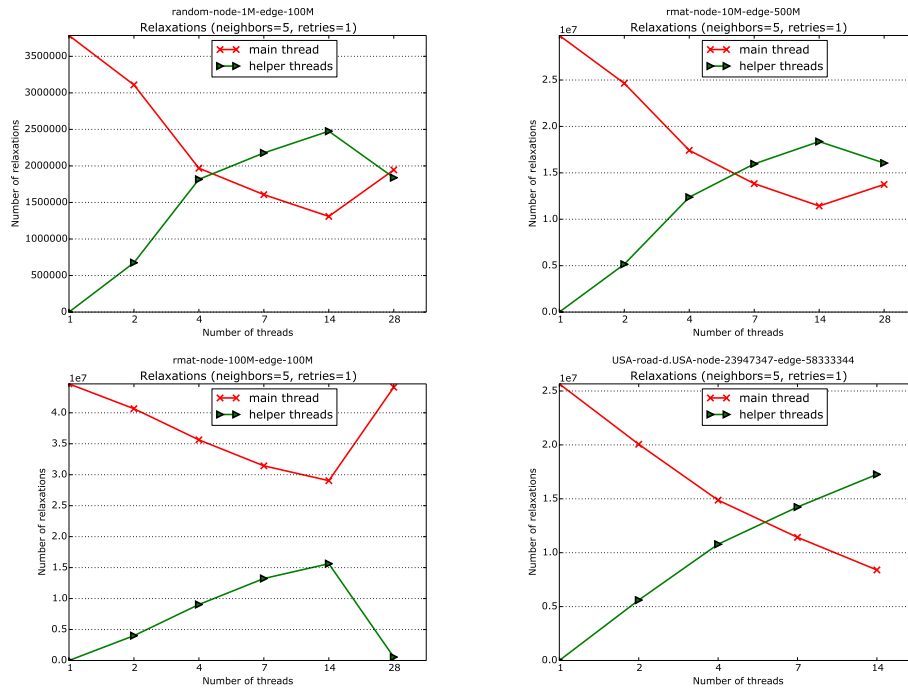 random-node-1M-edge-100M
Relaxations (neighbors=5, retries=1)
main thread
helper threads
Number of relaxations
3500000
3000000
2500000
2000000
1500000
1000000
500000
0
1 2 4 7 14 28
Number of threads
rmat-node-10M-edge-500M
1e7
Relaxations (neighbors=5, retries=1)
main thread
helper threads
Number of relaxations
2.5
2.0
1.5
1.0
0.5
0.0
1 2 4 7 14 28
Number of threads
rmat-node-100M-edge-100M
1e7
Relaxations (neighbors=5, retries=1)
main thread
helper threads
Number of relaxations
4.0
3.5
3.0
2.5
2.0
1.5
1.0
0.5
0.0
1 2 4 7 14 28
Number of threads
USA-road-d.USA-node-23947347-edge-58333344
1e7
Relaxations (neighbors=5, retries=1)
main thread
helper threads
Number of relaxations
2.5
2.0
1.5
1.0
0.5
0.0
1 2 4 7 14
Number of threads